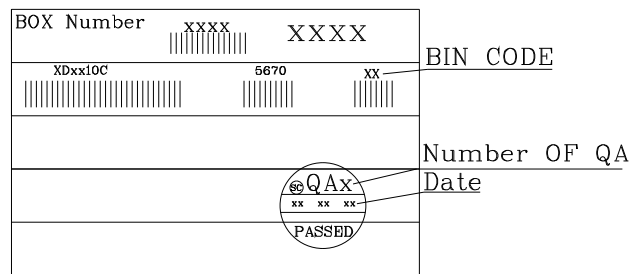 BOX Number XXXX XXXX
BIN CODE
XDxx10C 5670 XX
Number OF QA
SC QAx
Date
xx xx xx
PASSED